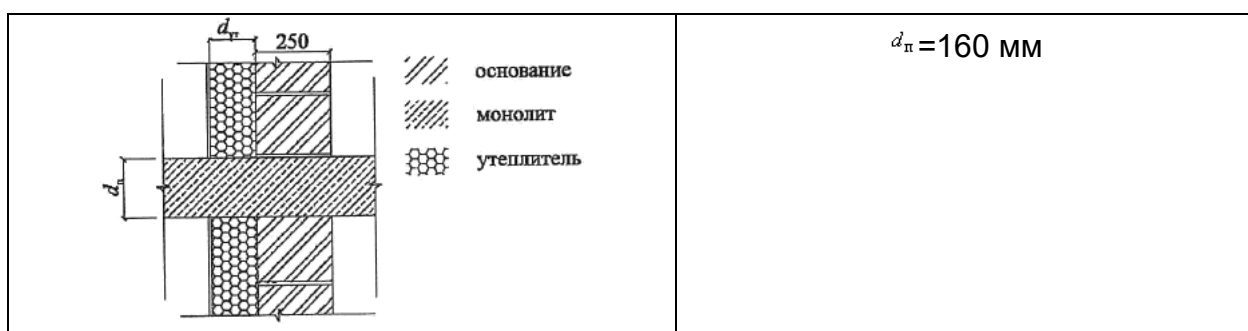 dут 250
основание
монолит
утеплитель
dп
dп=160 мм